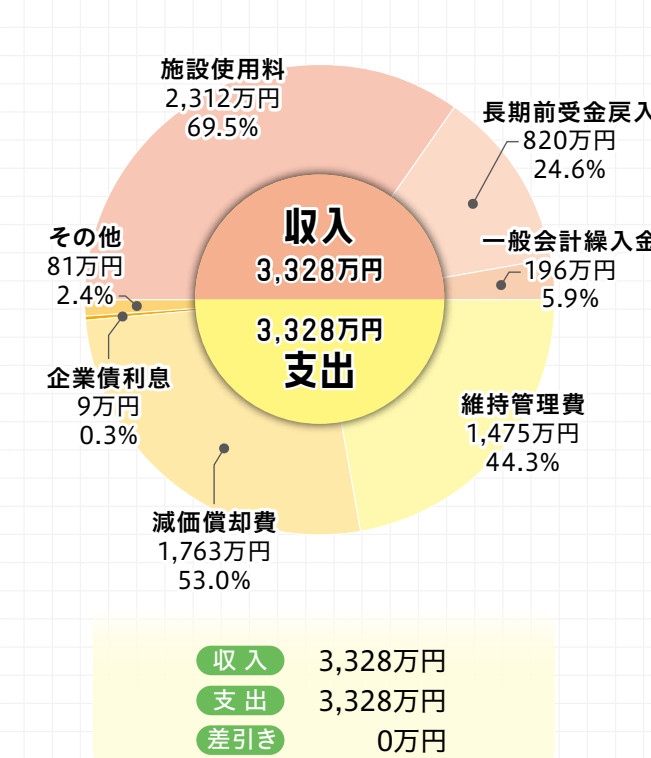 施設使用料
2,312万円
69.5%
長期前受金戻入
820万円
24.6%
一般会計繰入金
196万円
5.9%
収入
3,328万円
3,328万円
支出
その他
81万円
2.4%
企業債利息
9万円
0.3%
減価償却費
1,763万円
53.0%
維持管理費
1,475万円
44.3%
収入 3,328万円
支出 3,328万円
差引き 0万円